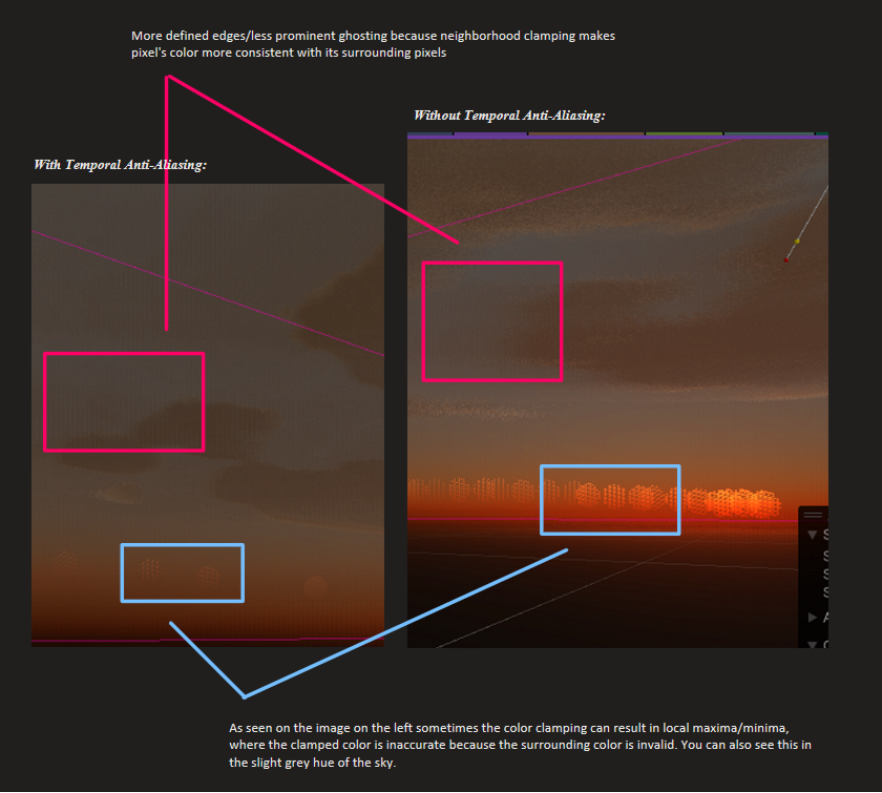 More defined edges/less prominent ghosting because neighborhood clamping makes
pixel's color more consistent with its surrounding pixels
Without Temporal Anti-Aliasing:
With Temporal Anti-Aliasing:
As seen on the image on the left sometimes the color clamping can result in local maxima/minima,
where the clamped color is inaccurate because the surrounding color is invalid. You can also see this in
the slight grey hue of the sky.